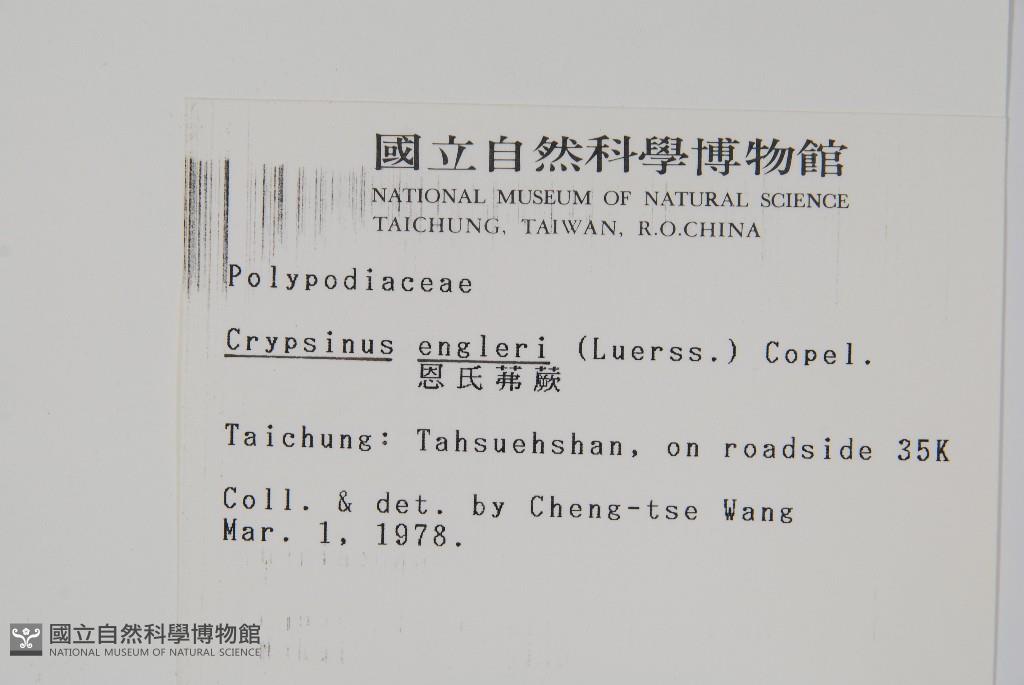 國立自然科學博物館
NATIONAL MUSEUM OF NATURAL SCIENCE
TAICHUNG, TAIWAN, R.O.CHINA
Polypodiaceae
Crypsinus engleri (Luerss.) Copel.
恩氏茀蕨
Taichung: Tahsuehshan, on roadside 35K
Coll. & det. by Cheng-tse Wang
Mar. 1, 1978.
國立自然科學博物館
NATIONAL MUSEUM OF NATURAL SCIENCE